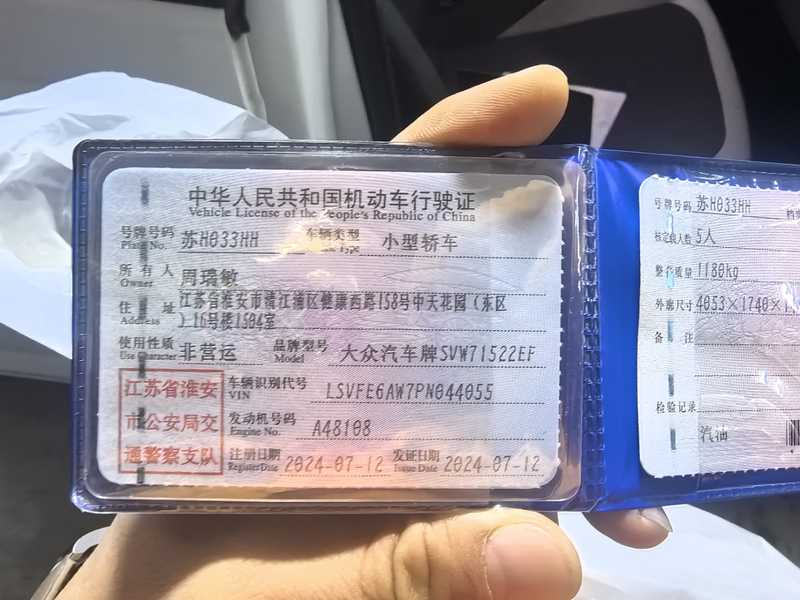 中华人民共和国机动车行驶证
Vehicle License of the People's Republic of China
号牌号码 苏H033HH 车辆类型 小型轿车
Plate No. Type
所有人 周瑞敏
Owner
住址 江苏省淮安市清江浦区健康西路158号中天花园(东区
Address )16号楼1504室
使用性质 非营运 品牌型号 大众汽车牌SVW71522EF
Use Character Model
江苏省淮安
市公安局交
通警察支队
车辆识别代号 LSVFE6AW7PN044055
VIN
发动机号码 A48108
Engine No.
注册日期 2024-07-12 发证日期 2024-07-12
Register Date Issue Date
号牌号码 苏H033HH 档
核定载人数 5人
整备质量 1180kg
外廓尺寸 4053×1740×1
备注
检验记录
汽油